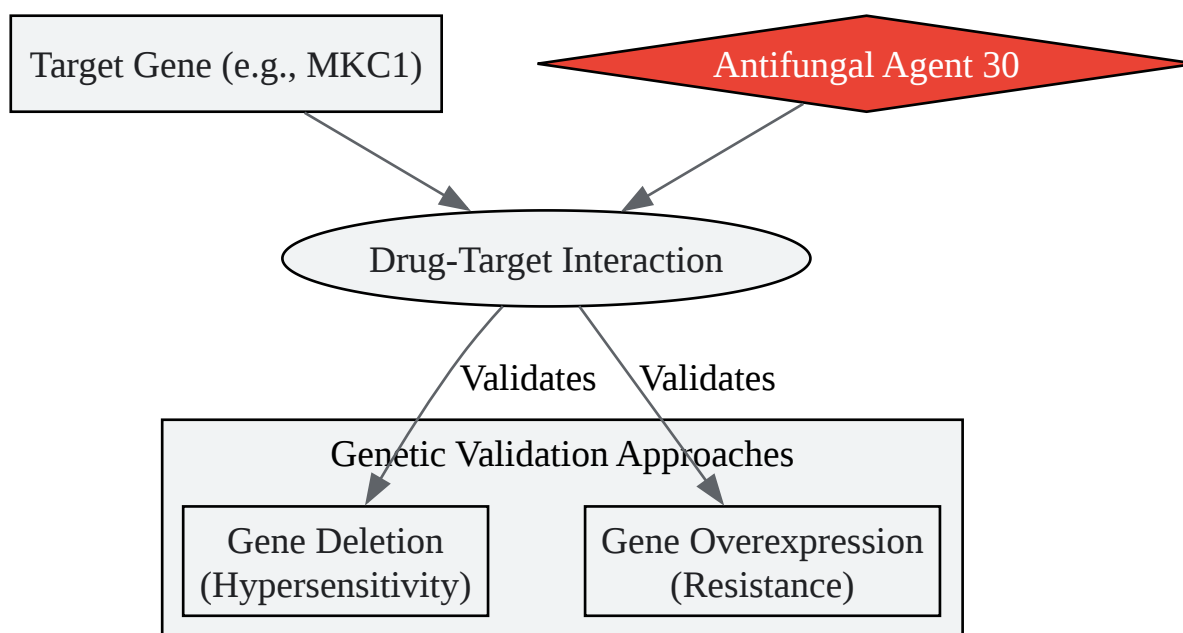 Target Gene (e.g., MKC1)
Antifungal Agent 30
Drug-Target Interaction
Validates
Validates
Genetic Validation Approaches
Gene Deletion
(Hypersensitivity)
Gene Overexpression
(Resistance)